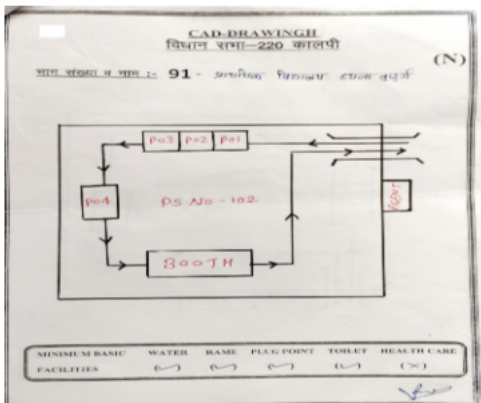 CAD-DRAWINGH
विधान सभा-220 कालपी
(N)
भाग संख्या व नाम :- 91 - प्राथमिक विद्यालय
PO3 PO2 PO1
PO4
PS-NO-102
AGENT
BOOTH
MINIMUM BASIC WATER RAME PLUG POINT TOILET HEALTH CARE
FACILITIES (✓) (✓) (✓) (✓) (×)